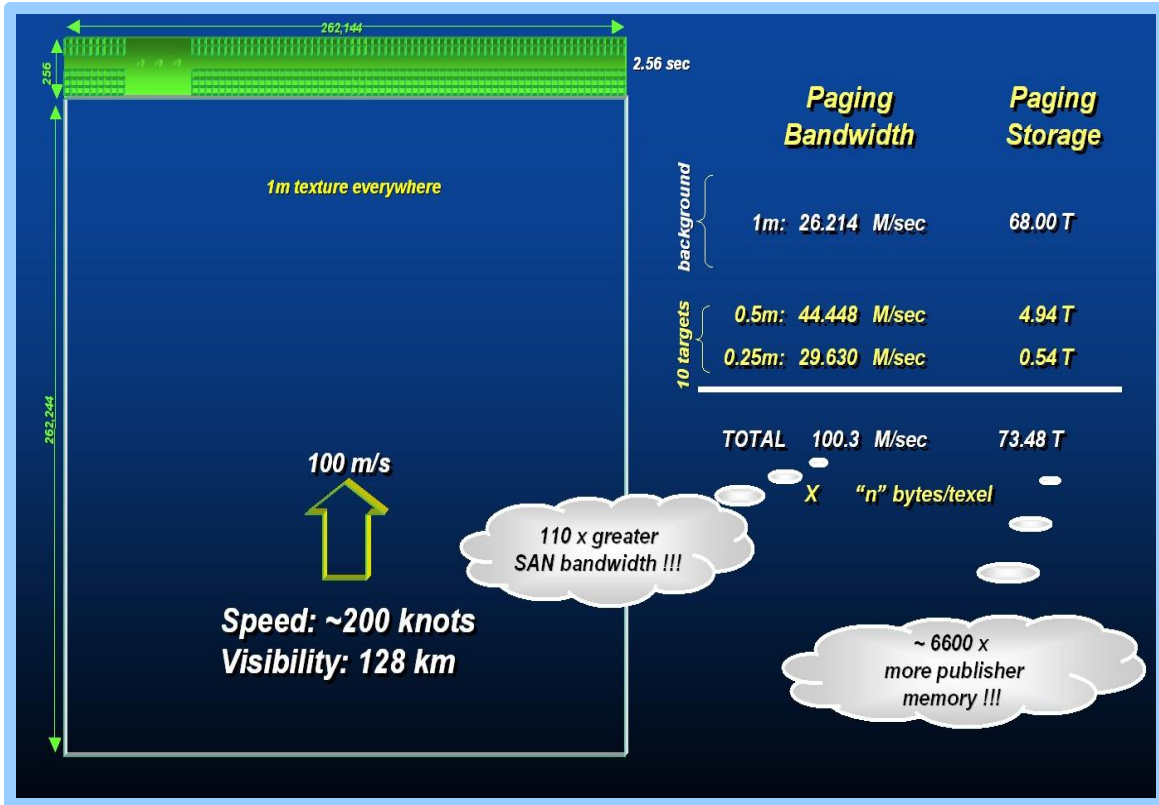 262,144
256
2.56 sec
262,244
1m texture everywhere
100 m/s
Speed: ~200 knots
Visibility: 128 km
Paging Bandwidth
Paging Storage
background
1m: 26.214 M/sec 68.00 T
10 targets
0.5m: 44.448 M/sec 4.94 T
0.25m: 29.630 M/sec 0.54 T
TOTAL 100.3 M/sec 73.48 T
X "n" bytes/texel
110 x greater
SAN bandwidth !!!
~ 6600 x
more publisher
memory !!!